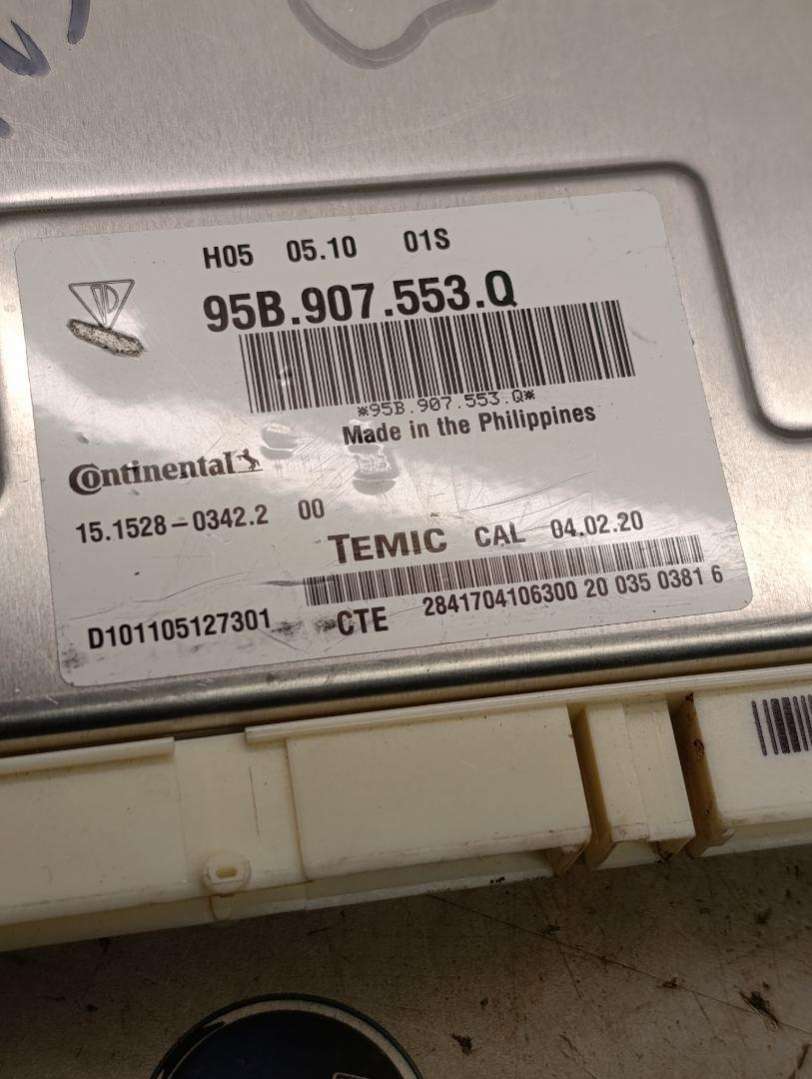 H05 05.10 01S
95B.907.553.Q
*95B.907.553.Q*
Made in the Philippines
Continental
15.1528-0342.2 00
TEMIC CAL 04.02.20
D101105127301 CTE 2841704106300 20 035 0381 6